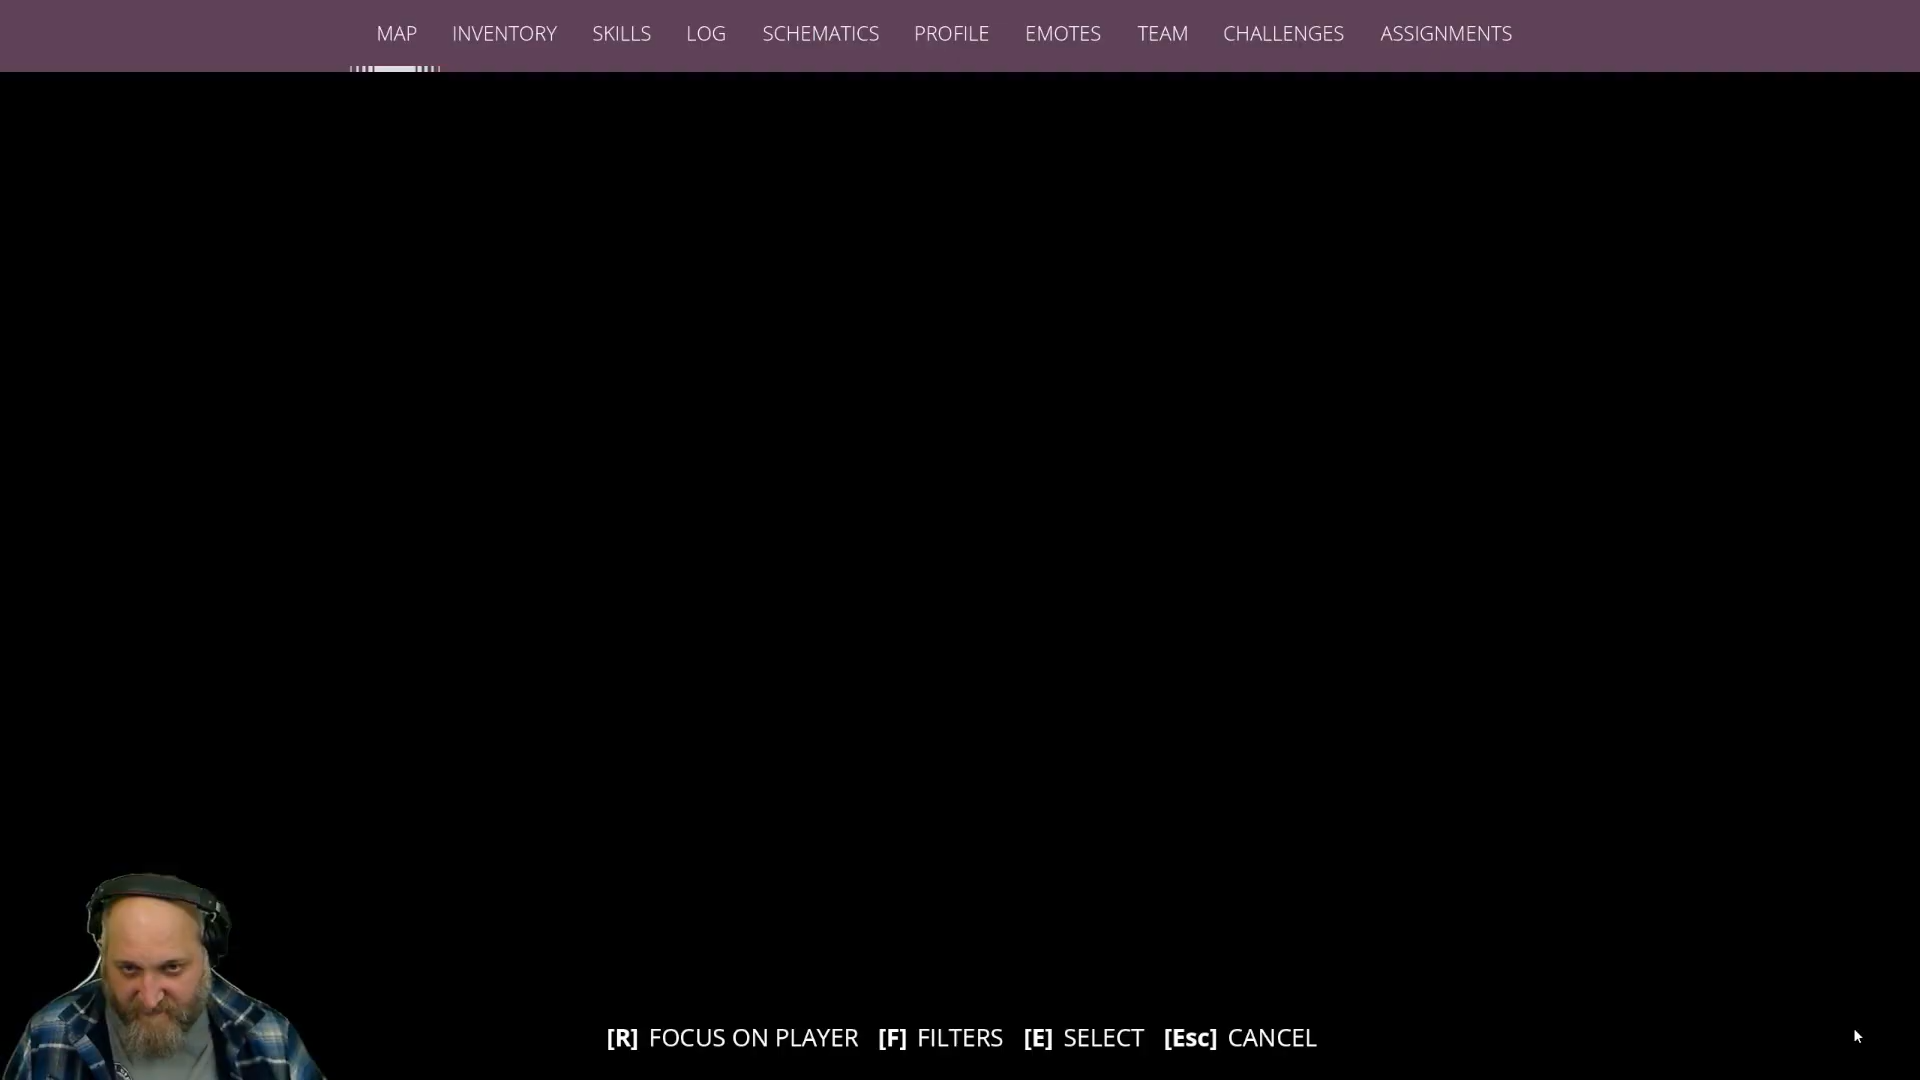 MAP INVENTORY SKILLS LOG SCHEMATICS PROFILE EMOTES TEAM CHALLENGES ASSIGNMENTS
[R] FOCUS ON PLAYER [F] FILTERS [E] SELECT [Esc] CANCEL